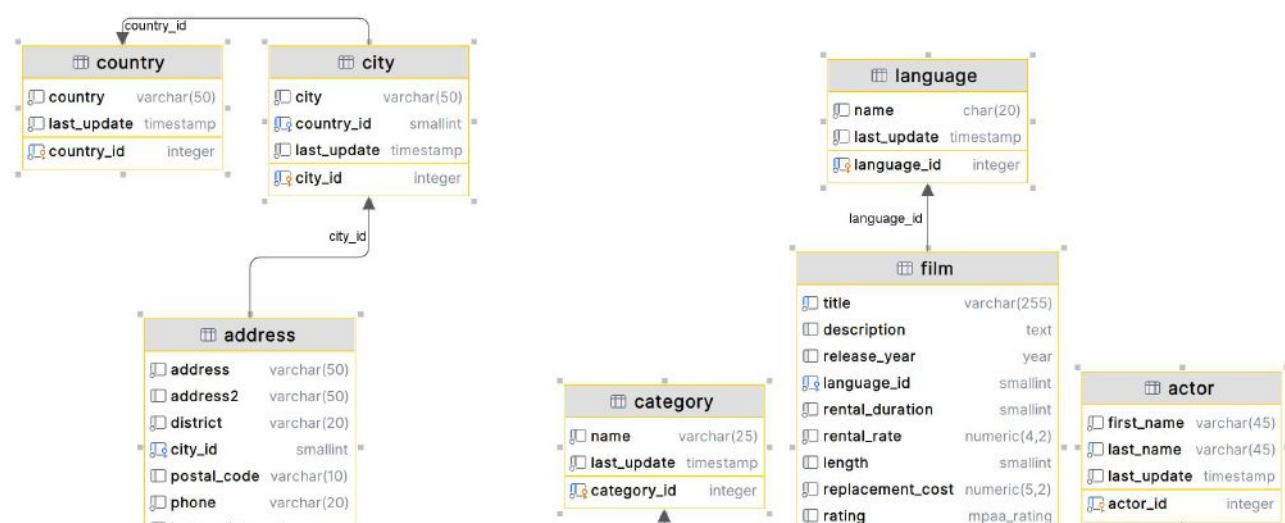 country_id
country
country varchar(50)
last_update timestamp
country_id integer
city
city varchar(50)
country_id smallint
last_update timestamp
city_id integer
city_id
address
address varchar(50)
address2 varchar(50)
district varchar(20)
city_id smallint
postal_code varchar(10)
phone varchar(20)
language
name char(20)
last_update timestamp
language_id integer
language_id
film
title varchar(255)
description text
release_year year
language_id smallint
rental_duration smallint
rental_rate numeric(4,2)
length smallint
replacement_cost numeric(5,2)
rating mpaa_rating
category
name varchar(25)
last_update timestamp
category_id integer
actor
first_name varchar(45)
last_name varchar(45)
last_update timestamp
actor_id integer